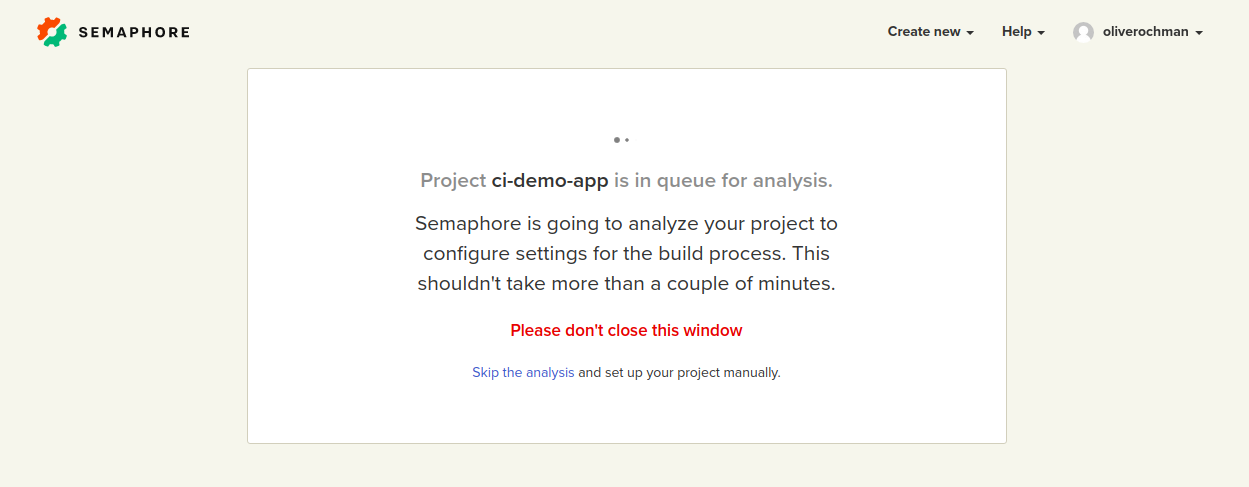 SEMAPHORE
Create new
Help
oliverochman
Project ci-demo-app is in queue for analysis.
Semaphore is going to analyze your project to
configure settings for the build process. This
shouldn't take more than a couple of minutes.
Please don't close this window
Skip the analysis and set up your project manually.